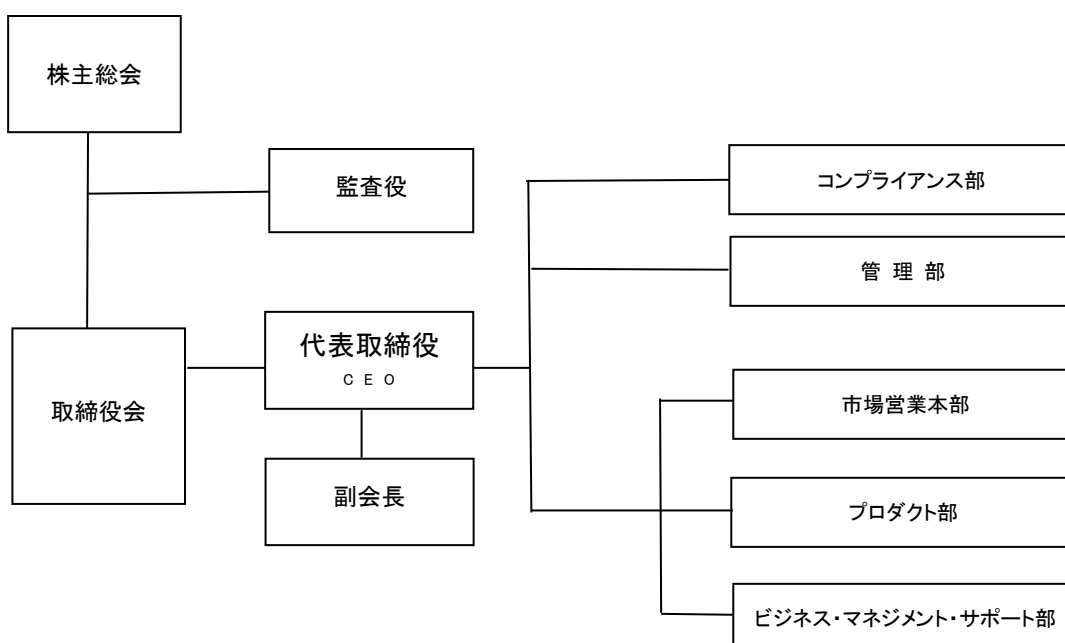 株主総会
監査役
取締役会
代表取締役
CEO
副会長
コンプライアンス部
管 理 部
市場営業本部
プロダクト部
ビジネス・マネジメント・サポート部